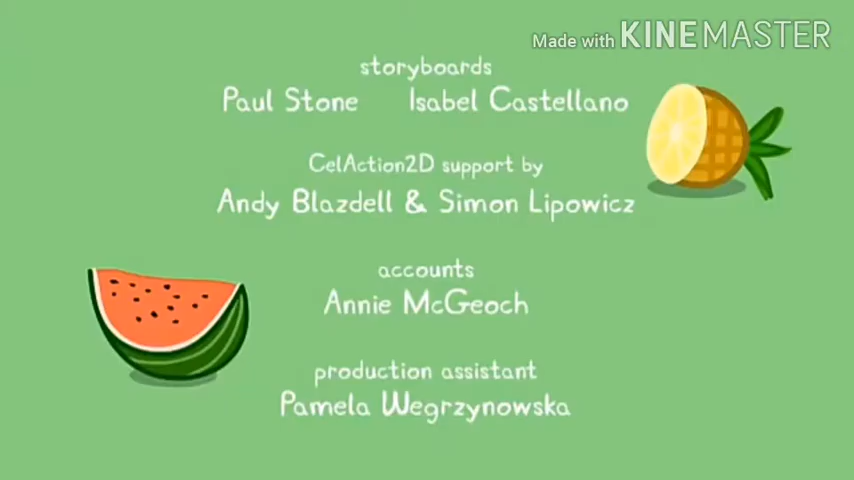 Made with KINEMASTER
storyboards
Paul Stone Isabel Castellano
CelAction2D support by
Andy Blazdell & Simon Lipowicz
accounts
Annie McGeoch
production assistant
Pamela Wegrzynowska